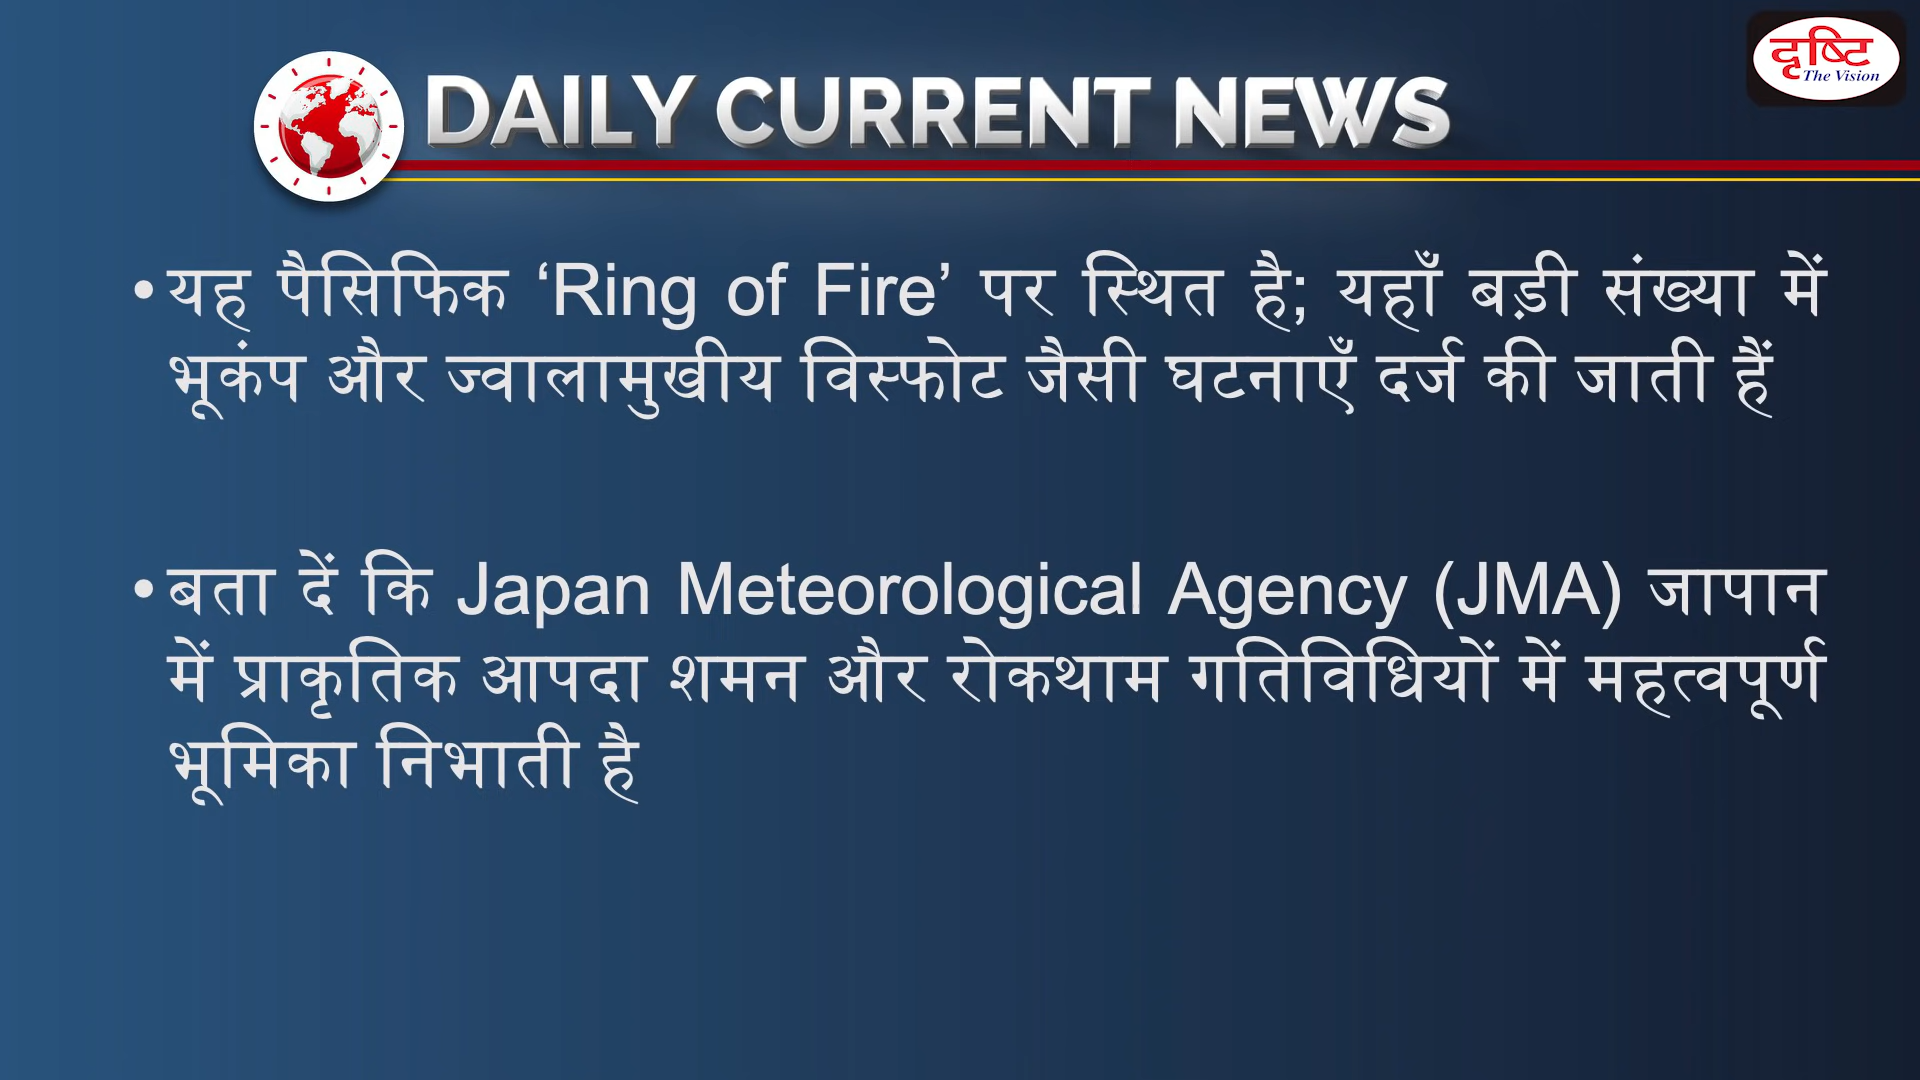 DAILY CURRENT NEWS
दृष्टि
The Vision
•यह पैसिफिक ‘Ring of Fire’ पर स्थित है; यहाँ बड़ी संख्या में
भूकंप और ज्वालामुखीय विस्फोट जैसी घटनाएँ दर्ज की जाती हैं
•बता दें कि Japan Meteorological Agency (JMA) जापान
में प्राकृतिक आपदा शमन और रोकथाम गतिविधियों में महत्वपूर्ण
भूमिका निभाती है